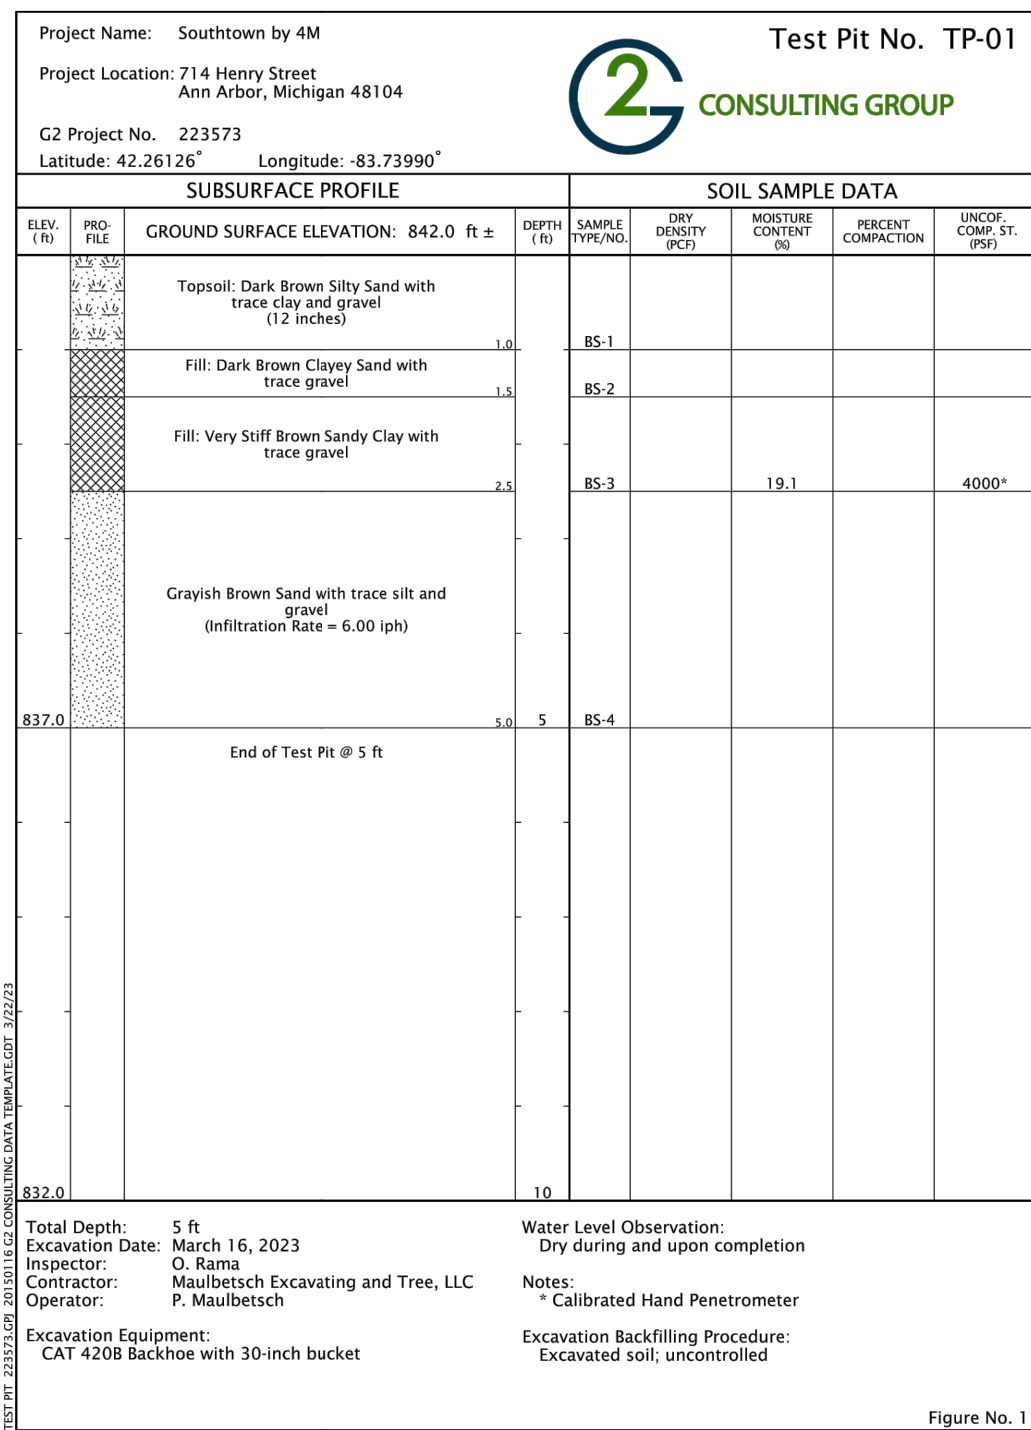 Project Name: Southtown by 4M
Project Location: 714 Henry Street
Ann Arbor, Michigan 48104
G2 Project No. 223573
Latitude: 42.26126° Longitude: -83.73990°
G2 CONSULTING GROUP
Test Pit No. TP-01
SUBSURFACE PROFILE
SOIL SAMPLE DATA
ELEV. (ft)
PRO-FILE
GROUND SURFACE ELEVATION: 842.0 ft ±
DEPTH (ft)
SAMPLE TYPE/NO.
DRY DENSITY (PCF)
MOISTURE CONTENT (%)
PERCENT COMPACTION
UNCOF. COMP. ST. (PSF)
Topsoil: Dark Brown Silty Sand with
trace clay and gravel
(12 inches)
1.0 BS-1
Fill: Dark Brown Clayey Sand with
trace gravel
1.5 BS-2
Fill: Very Stiff Brown Sandy Clay with
trace gravel
2.5 BS-3 19.1 4000*
Grayish Brown Sand with trace silt and
gravel
(Infiltration Rate = 6.00 iph)
837.0 5.0 5 BS-4
End of Test Pit @ 5 ft
832.0 10
Total Depth: 5 ft
Excavation Date: March 16, 2023
Inspector: O. Rama
Contractor: Maulbetsch Excavating and Tree, LLC
Operator: P. Maulbetsch
Excavation Equipment:
CAT 420B Backhoe with 30-inch bucket
Water Level Observation:
Dry during and upon completion
Notes:
* Calibrated Hand Penetrometer
Excavation Backfilling Procedure:
Excavated soil; uncontrolled
Figure No. 1
TEST PIT 223573.GPJ 20150116 G2 CONSULTING DATA TEMPLATE.GDT 3/22/23